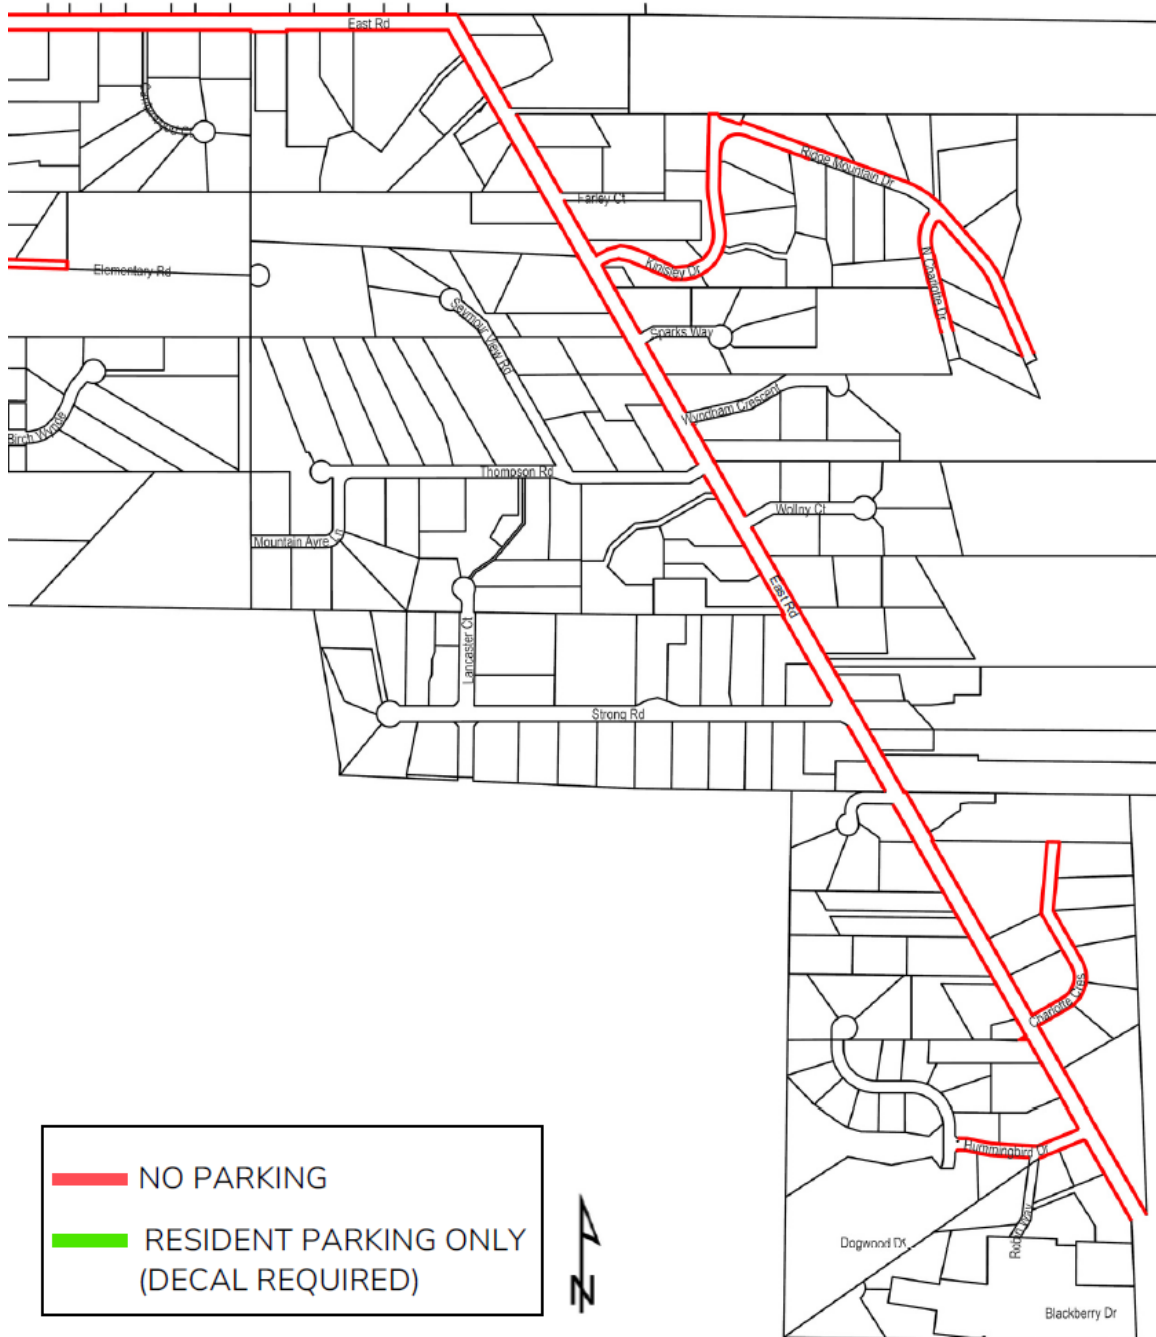 East Rd
Ridge Mountain Dr
Farley Ct
Kinisley Dr
N Charlotte Dr
Elementary Rd
Seymour View Rd
Sparks Way
Wyndham Crescent
Birch Wynde
Thompson Rd
Wollny Ct
Mountain Ayre Ln
East Rd
Lancaster Ct
Strong Rd
Charlotte Cres
Hummingbird Dr
Robin Way
Dogwood Dr
Blackberry Dr
NO PARKING
RESIDENT PARKING ONLY
(DECAL REQUIRED)
N